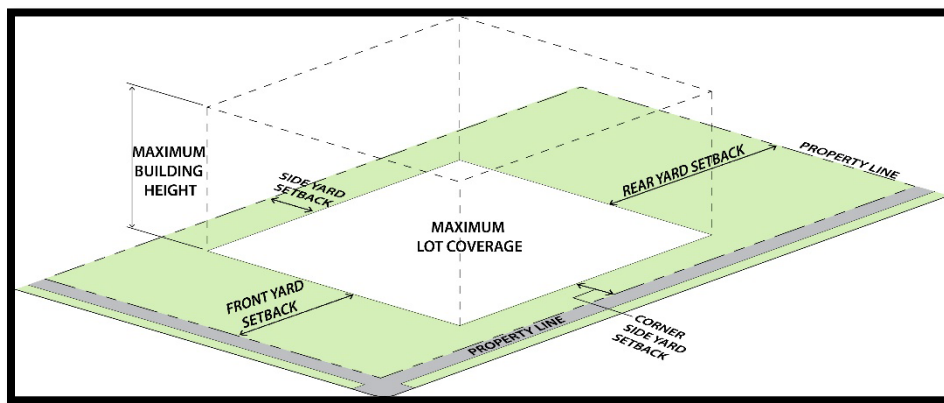 MAXIMUM
BUILDING
HEIGHT
SIDE YARD
SETBACK
REAR YARD SETBACK
PROPERTY LINE
MAXIMUM
LOT COVERAGE
FRONT YARD
SETBACK
PROPERTY LINE
CORNER
SIDE YARD
SETBACK